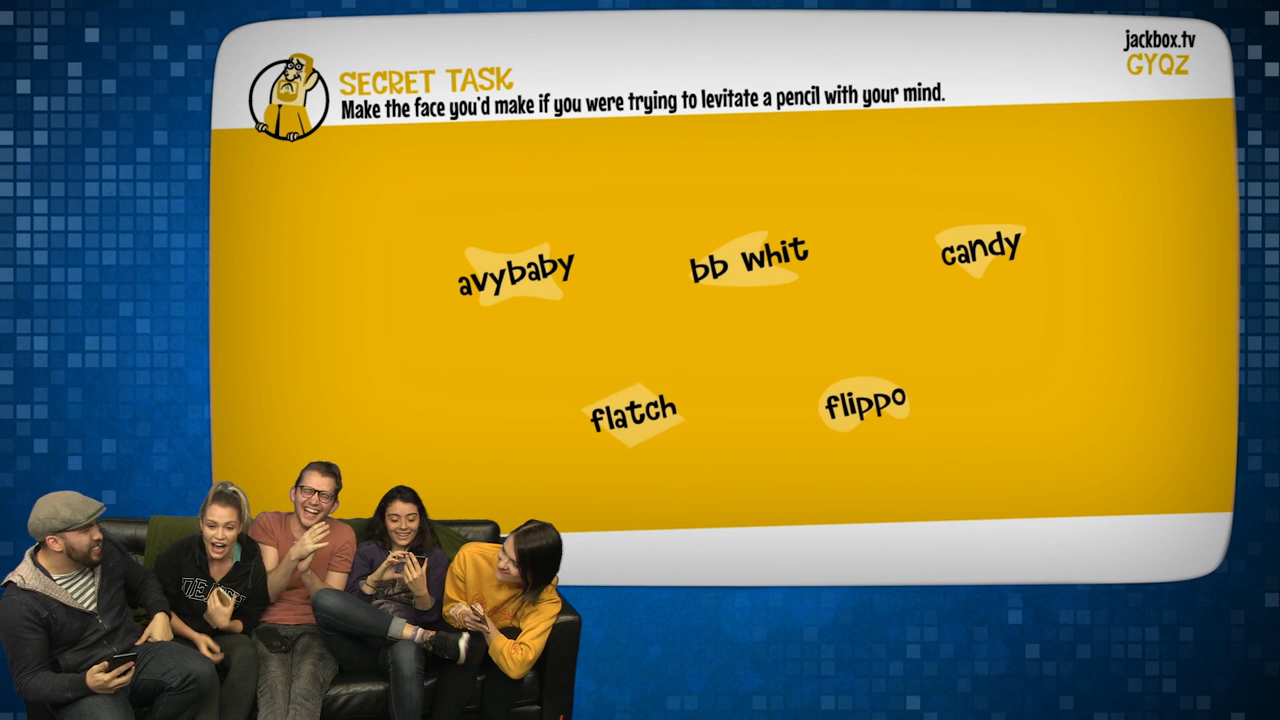 jackbox.tv
GYQZ
SECRET TASK
Make the face you'd make if you were trying to levitate a pencil with your mind.
avybaby
bb whit
candy
flatch
flippo